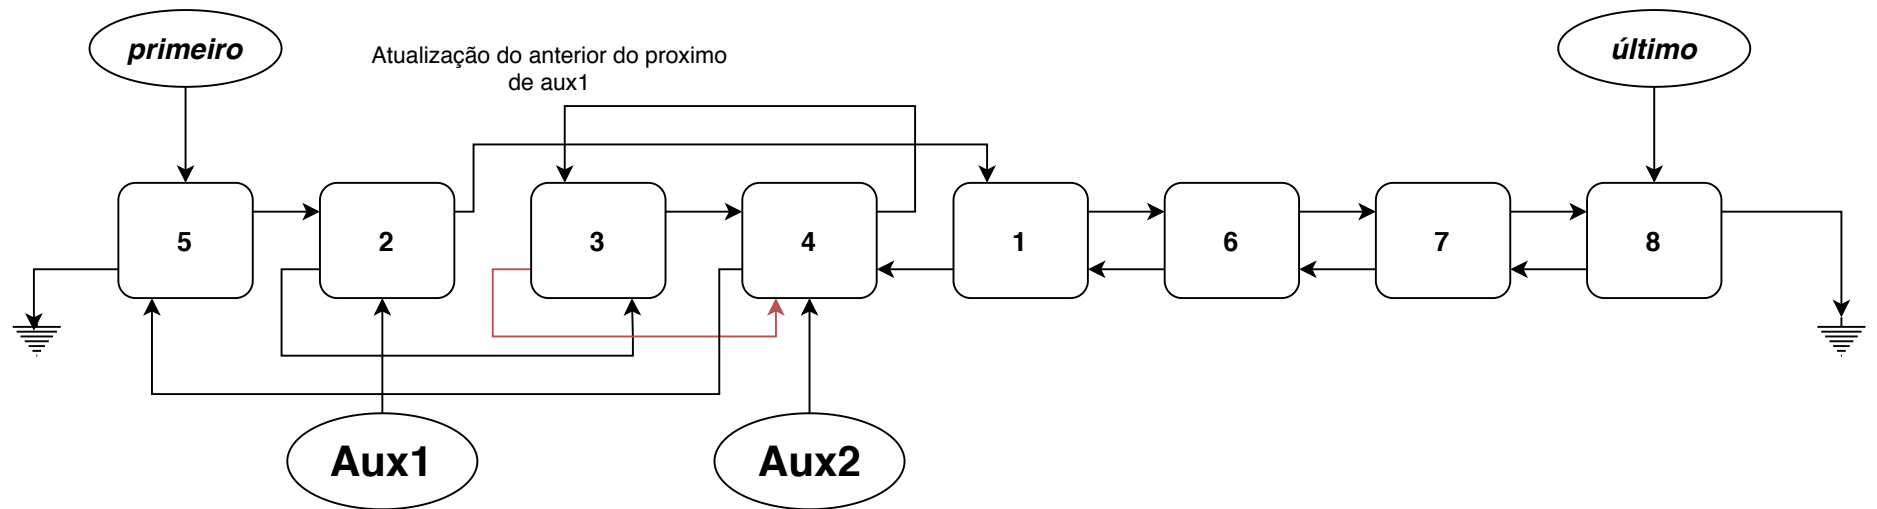 primeiro
Atualização do anterior do proximo
de aux1
último
5
2
3
4
1
6
7
8
Aux1
Aux2